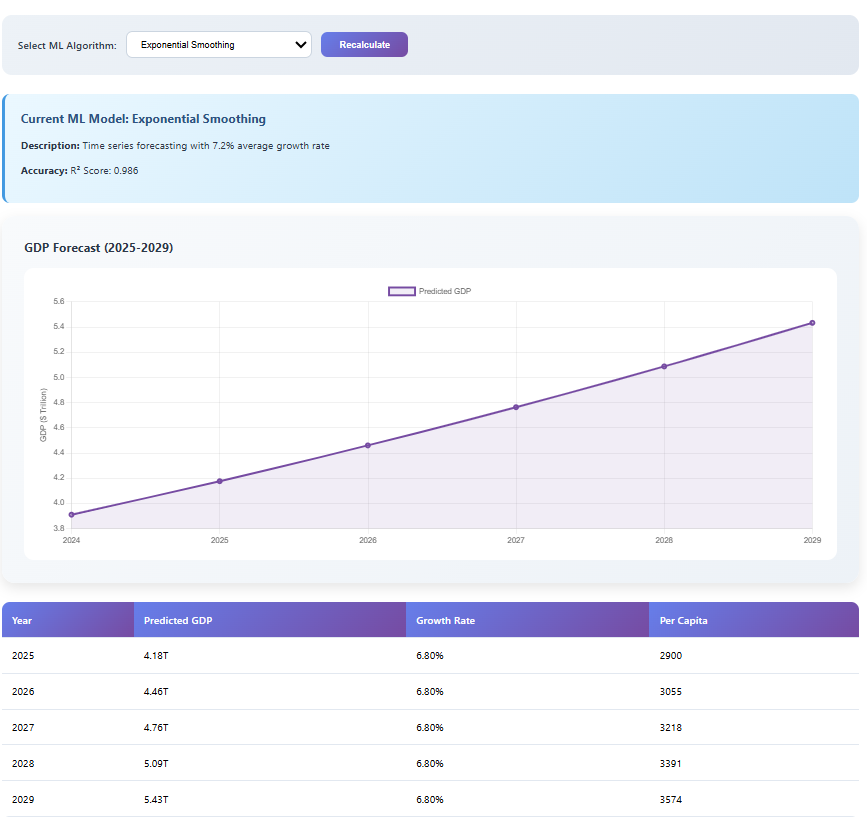 Select ML Algorithm: Exponential Smoothing Recalculate
Current ML Model: Exponential Smoothing
Description: Time series forecasting with 7.2% average growth rate
Accuracy: R² Score: 0.986
GDP Forecast (2025-2029)
Predicted GDP
GDP ($ Trillion)
5.6
5.4
5.2
5.0
4.8
4.6
4.4
4.2
4.0
3.8
2024 2025 2026 2027 2028 2029
Year Predicted GDP Growth Rate Per Capita
2025 4.18T 6.80% 2900
2026 4.46T 6.80% 3055
2027 4.76T 6.80% 3218
2028 5.09T 6.80% 3391
2029 5.43T 6.80% 3574